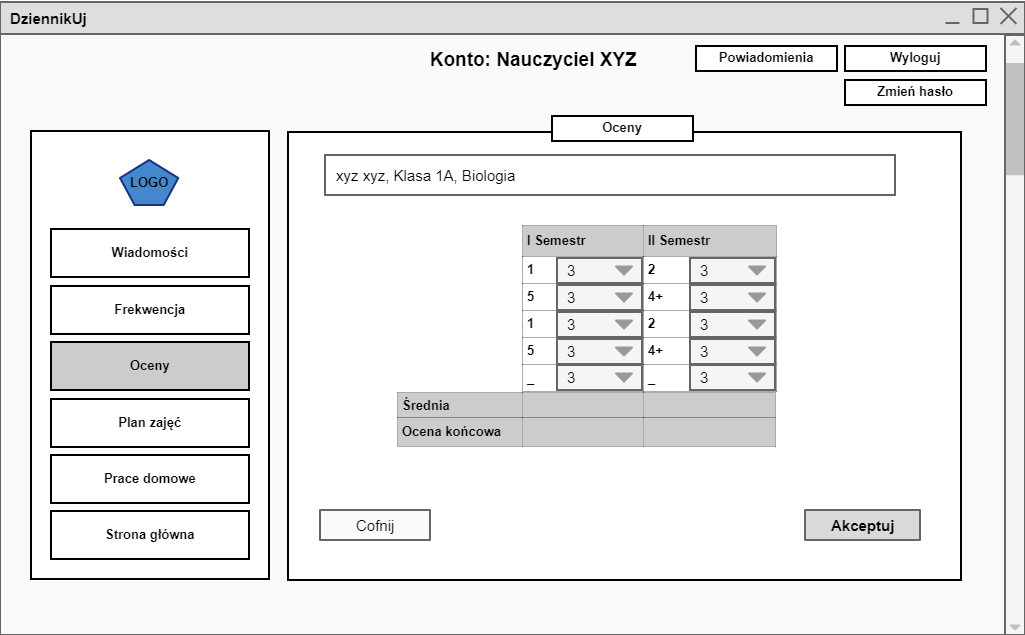 DziennikUj
Konto: Nauczyciel XYZ
Powiadomienia
Wyloguj
Zmień hasło
LOGO
Wiadomości
Frekwencja
Oceny
Plan zajęć
Prace domowe
Strona główna
Oceny
xyz xyz, Klasa 1A, Biologia
I Semestr II Semestr
1 3 2 3
5 3 4+ 3
1 3 2 3
5 3 4+ 3
_ 3 _ 3
Średnia
Ocena końcowa
Cofnij
Akceptuj